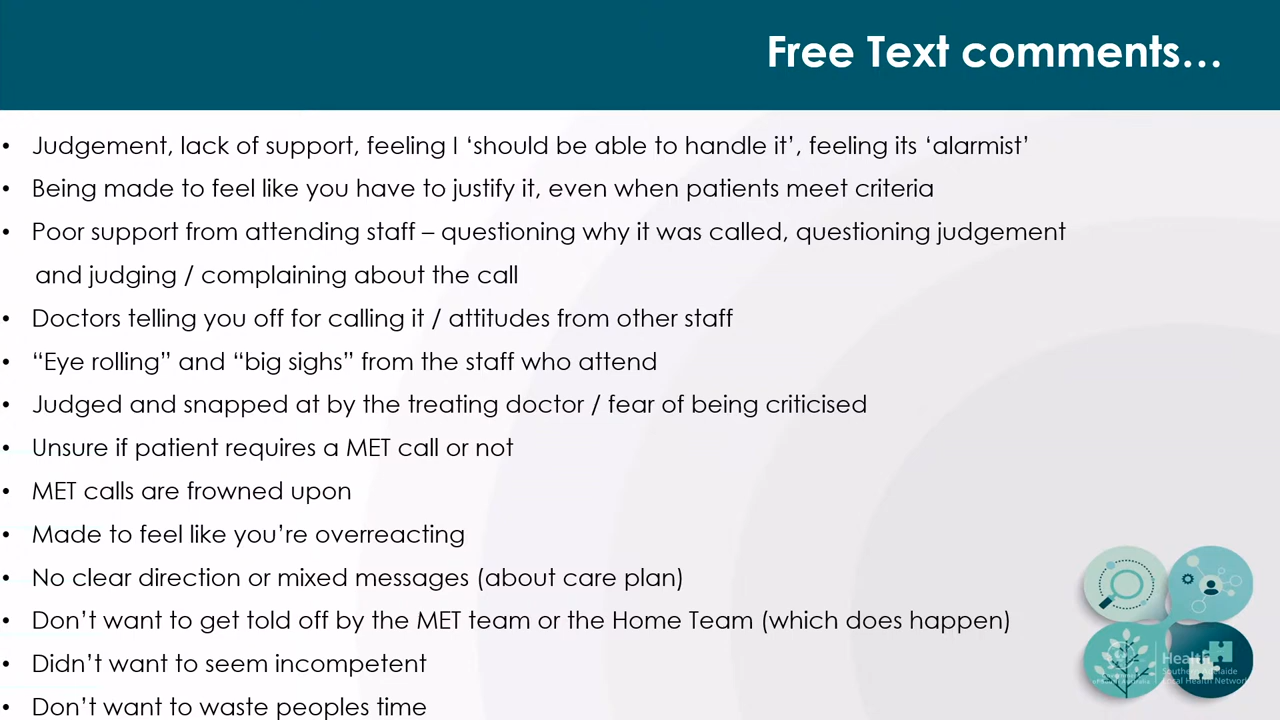 Free Text comments…
• Judgement, lack of support, feeling I ‘should be able to handle it’, feeling its ‘alarmist’
• Being made to feel like you have to justify it, even when patients meet criteria
• Poor support from attending staff – questioning why it was called, questioning judgement
and judging / complaining about the call
• Doctors telling you off for calling it / attitudes from other staff
• “Eye rolling” and “big sighs” from the staff who attend
• Judged and snapped at by the treating doctor / fear of being criticised
• Unsure if patient requires a MET call or not
• MET calls are frowned upon
• Made to feel like you’re overreacting
• No clear direction or mixed messages (about care plan)
• Don’t want to get told off by the MET team or the Home Team (which does happen)
• Didn’t want to seem incompetent
• Don’t want to waste peoples time
Health
Southern Adelaide
Local Health Network